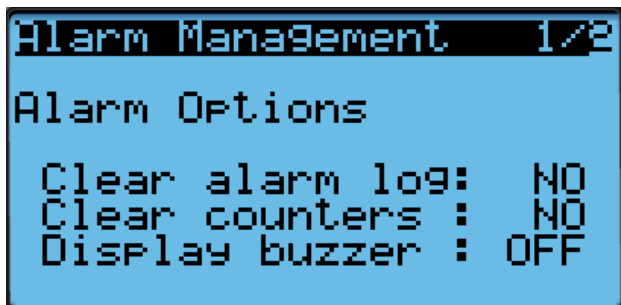 Alarm Management 1/2
Alarm Options
Clear alarm log: NO
Clear counters : NO
Display buzzer : OFF